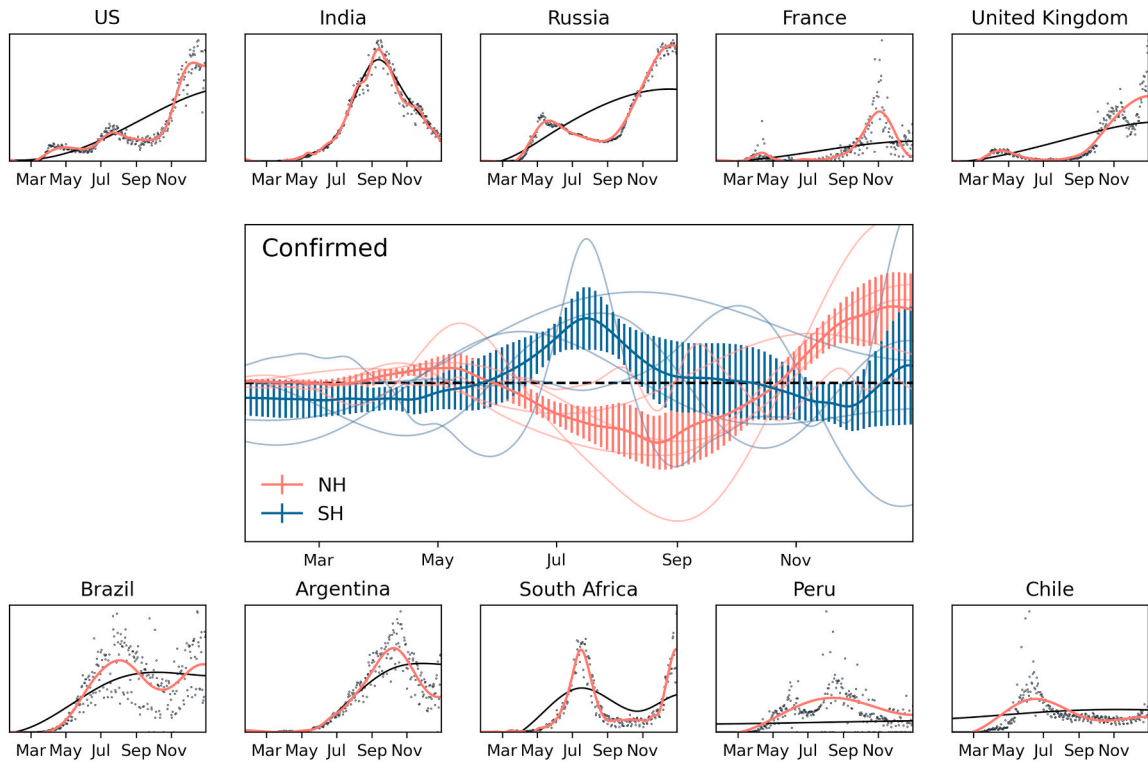 US India Russia France United Kingdom
Mar May Jul Sep Nov Mar May Jul Sep Nov Mar May Jul Sep Nov Mar May Jul Sep Nov Mar May Jul Sep Nov
Confirmed
NH
SH
Mar May Jul Sep Nov
Brazil Argentina South Africa Peru Chile
Mar May Jul Sep Nov Mar May Jul Sep Nov Mar May Jul Sep Nov Mar May Jul Sep Nov Mar May Jul Sep Nov